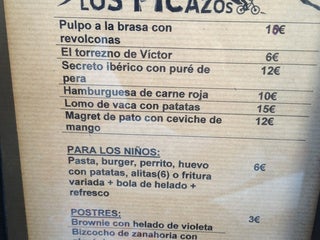 LOS PICAZOS
Pulpo a la brasa con 18€
revolconas
El torrezno de Víctor 6€
Secreto ibérico con puré de 12€
pera
Hamburguesa de carne roja 10€
Lomo de vaca con patatas 15€
Magret de pato con ceviche de 12€
mango
PARA LOS NIÑOS:
Pasta, burger, perrito, huevo 6€
con patatas, alitas(6) o fritura
variada + bola de helado +
refresco
POSTRES:
Brownie con helado de violeta 3€
Bizcocho de zanahoria con